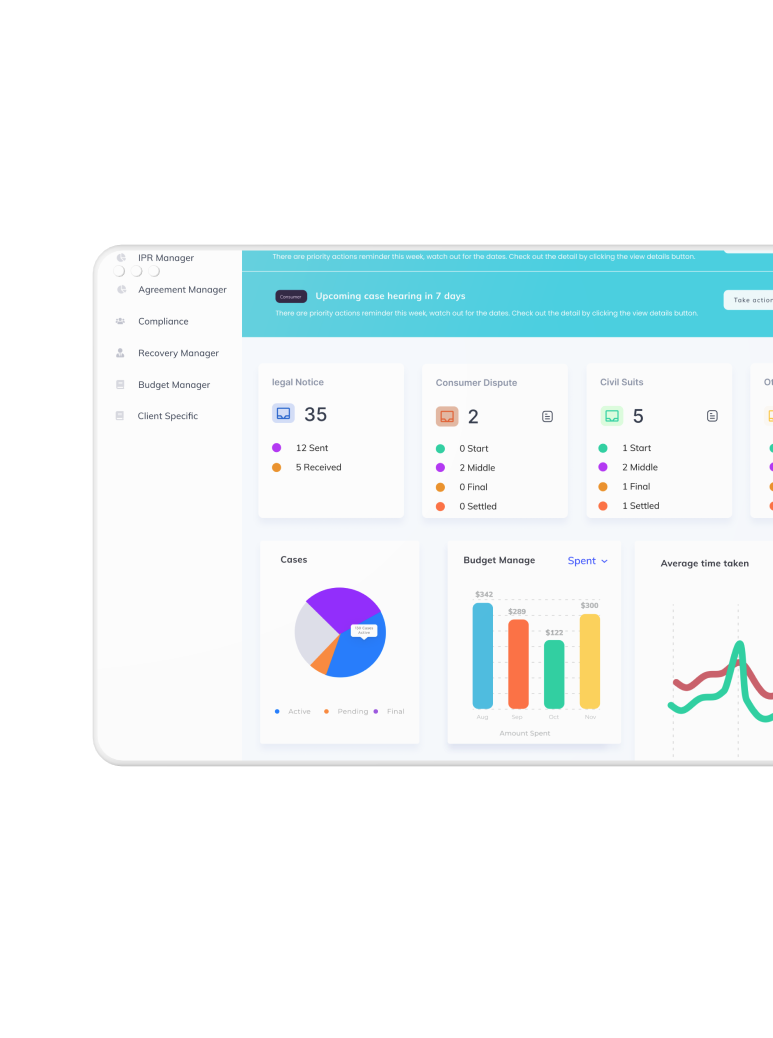 IPR Manager
Agreement Manager
Compliance
Recovery Manager
Budget Manager
Client Specific
There are priority actions reminder this week, watch out for the dates. Check out the detail by clicking the view details button.
Consumer
Upcoming case hearing in 7 days
There are priority actions reminder this week, watch out for the dates. Check out the detail by clicking the view details button.
Take action
legal Notice
35
12 Sent
5 Received
Consumer Dispute
2
0 Start
2 Middle
0 Final
0 Settled
Civil Suits
5
1 Start
2 Middle
1 Final
1 Settled
Cases
Active
Active
Pending
Final
Budget Manage
Spent
$342
$289
$122
$300
Aug
Sep
Oct
Nov
Amount Spent
Average time taken